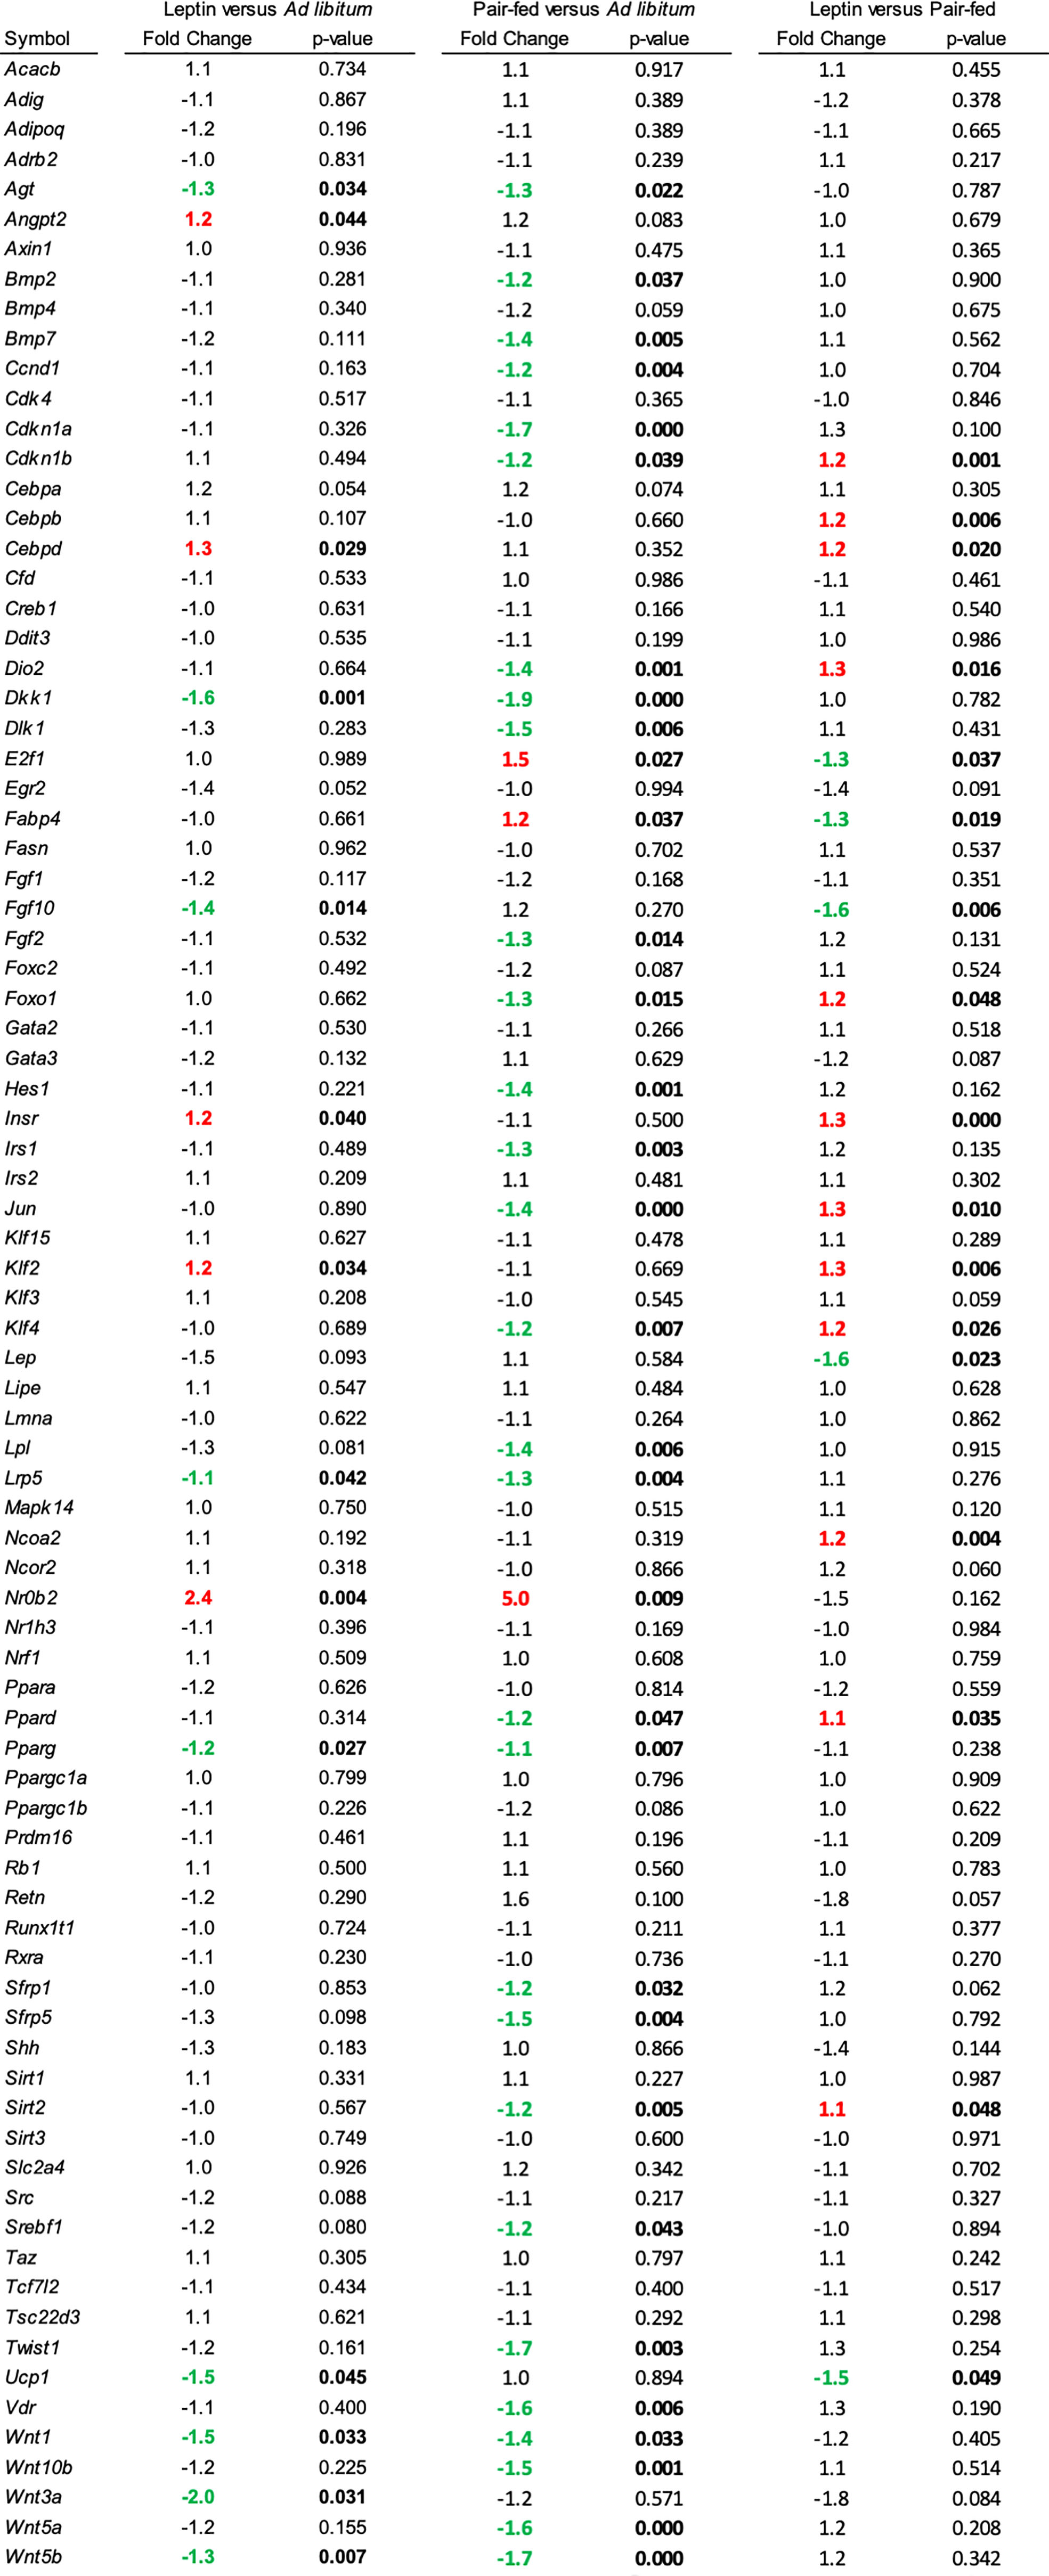 Leptin versus Ad libitum Pair-fed versus Ad libitum Leptin versus Pair-fed
Symbol Fold Change p-value Fold Change p-value Fold Change p-value
Acacb 1.1 0.734 1.1 0.917 1.1 0.455
Adig -1.1 0.867 1.1 0.389 -1.2 0.378
Adipoq -1.2 0.196 -1.1 0.389 -1.1 0.665
Adrb2 -1.0 0.831 -1.1 0.239 1.1 0.217
Agt -1.3 0.034 -1.3 0.022 -1.0 0.787
Angpt2 1.2 0.044 1.2 0.083 1.0 0.679
Axin1 1.0 0.936 -1.1 0.475 1.1 0.365
Bmp2 -1.1 0.281 -1.2 0.037 1.0 0.900
Bmp4 -1.1 0.340 -1.2 0.059 1.0 0.675
Bmp7 -1.2 0.111 -1.4 0.005 1.1 0.562
Ccnd1 -1.1 0.163 -1.2 0.004 1.0 0.704
Cdk4 -1.1 0.517 -1.1 0.365 -1.0 0.846
Cdkn1a -1.1 0.326 -1.7 0.000 1.3 0.100
Cdkn1b 1.1 0.494 -1.2 0.039 1.2 0.001
Cebpa 1.2 0.054 1.2 0.074 1.1 0.305
Cebpb 1.1 0.107 -1.0 0.660 1.2 0.006
Cebpd 1.3 0.029 1.1 0.352 1.2 0.020
Cfd -1.1 0.533 1.0 0.986 -1.1 0.461
Creb1 -1.0 0.631 -1.1 0.166 1.1 0.540
Ddit3 -1.0 0.535 -1.1 0.199 1.0 0.986
Dio2 -1.1 0.664 -1.4 0.001 1.3 0.016
Dkk1 -1.6 0.001 -1.9 0.000 1.0 0.782
Dlk1 -1.3 0.283 -1.5 0.006 1.1 0.431
E2f1 1.0 0.989 1.5 0.027 -1.3 0.037
Egr2 -1.4 0.052 -1.0 0.994 -1.4 0.091
Fabp4 -1.0 0.661 1.2 0.037 -1.3 0.019
Fasn 1.0 0.962 -1.0 0.702 1.1 0.537
Fgf1 -1.2 0.117 -1.2 0.168 -1.1 0.351
Fgf10 -1.4 0.014 1.2 0.270 -1.6 0.006
Fgf2 -1.1 0.532 -1.3 0.014 1.2 0.131
Foxc2 -1.1 0.492 -1.2 0.087 1.1 0.524
Foxo1 1.0 0.662 -1.3 0.015 1.2 0.048
Gata2 -1.1 0.530 -1.1 0.266 1.1 0.518
Gata3 -1.2 0.132 1.1 0.629 -1.2 0.087
Hes1 -1.1 0.221 -1.4 0.001 1.2 0.162
Insr 1.2 0.040 -1.1 0.500 1.3 0.000
Irs1 -1.1 0.489 -1.3 0.003 1.2 0.135
Irs2 1.1 0.209 1.1 0.481 1.1 0.302
Jun -1.0 0.890 -1.4 0.000 1.3 0.010
Klf15 1.1 0.627 -1.1 0.478 1.1 0.289
Klf2 1.2 0.034 -1.1 0.669 1.3 0.006
Klf3 1.1 0.208 -1.0 0.545 1.1 0.059
Klf4 -1.0 0.689 -1.2 0.007 1.2 0.026
Lep -1.5 0.093 1.1 0.584 -1.6 0.023
Lipe 1.1 0.547 1.1 0.484 1.0 0.628
Lmna -1.0 0.622 -1.1 0.264 1.0 0.862
Lpl -1.3 0.081 -1.4 0.006 1.0 0.915
Lrp5 -1.1 0.042 -1.3 0.004 1.1 0.276
Mapk14 1.0 0.750 -1.0 0.515 1.1 0.120
Ncoa2 1.1 0.192 -1.1 0.319 1.2 0.004
Ncor2 1.1 0.318 -1.0 0.866 1.2 0.060
Nr0b2 2.4 0.004 5.0 0.009 -1.5 0.162
Nr1h3 -1.1 0.396 -1.1 0.169 -1.0 0.984
Nrf1 1.1 0.509 1.0 0.608 1.0 0.759
Ppara -1.2 0.626 -1.0 0.814 -1.2 0.559
Ppard -1.1 0.314 -1.2 0.047 1.1 0.035
Pparg -1.2 0.027 -1.1 0.007 -1.1 0.238
Ppargc1a 1.0 0.799 1.0 0.796 1.0 0.909
Ppargc1b -1.1 0.226 -1.2 0.086 1.0 0.622
Prdm16 -1.1 0.461 1.1 0.196 -1.1 0.209
Rb1 1.1 0.500 1.1 0.560 1.0 0.783
Retn -1.2 0.290 1.6 0.100 -1.8 0.057
Runx1t1 -1.0 0.724 -1.1 0.211 1.1 0.377
Rxra -1.1 0.230 -1.0 0.736 -1.1 0.270
Sfrp1 -1.0 0.853 -1.2 0.032 1.2 0.062
Sfrp5 -1.3 0.098 -1.5 0.004 1.0 0.792
Shh -1.3 0.183 1.0 0.866 -1.4 0.144
Sirt1 1.1 0.331 1.1 0.227 1.0 0.987
Sirt2 -1.0 0.567 -1.2 0.005 1.1 0.048
Sirt3 -1.0 0.749 -1.0 0.600 -1.0 0.971
Slc2a4 1.0 0.926 1.2 0.342 -1.1 0.702
Src -1.2 0.088 -1.1 0.217 -1.1 0.327
Srebf1 -1.2 0.080 -1.2 0.043 -1.0 0.894
Taz 1.1 0.305 1.0 0.797 1.1 0.242
Tcf7l2 -1.1 0.434 -1.1 0.400 -1.1 0.517
Tsc22d3 1.1 0.621 -1.1 0.292 1.1 0.298
Twist1 -1.2 0.161 -1.7 0.003 1.3 0.254
Ucp1 -1.5 0.045 1.0 0.894 -1.5 0.049
Vdr -1.1 0.400 -1.6 0.006 1.3 0.190
Wnt1 -1.5 0.033 -1.4 0.033 -1.2 0.405
Wnt10b -1.2 0.225 -1.5 0.001 1.1 0.514
Wnt3a -2.0 0.031 -1.2 0.571 -1.8 0.084
Wnt5a -1.2 0.155 -1.6 0.000 1.2 0.208
Wnt5b -1.3 0.007 -1.7 0.000 1.2 0.342